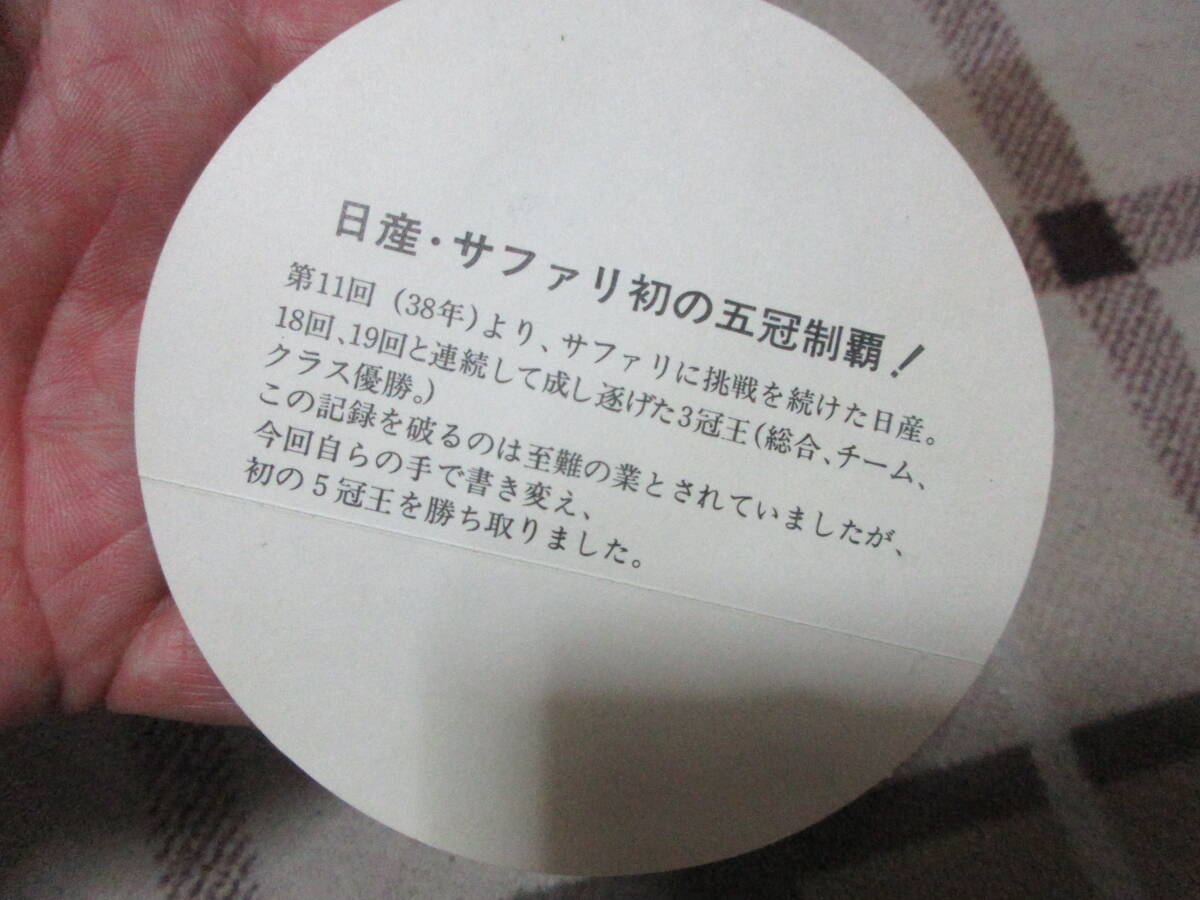 日産・サファリ初の五冠制覇！
第11回 (38年)より、サファリに挑戦を続けた日産。
18回、19回と連続して成し遂げた3冠王(総合、チーム、
クラス優勝。)
この記録を破るのは至難の業とされていましたが、
今回自らの手で書き変え、
初の5冠王を勝ち取りました。